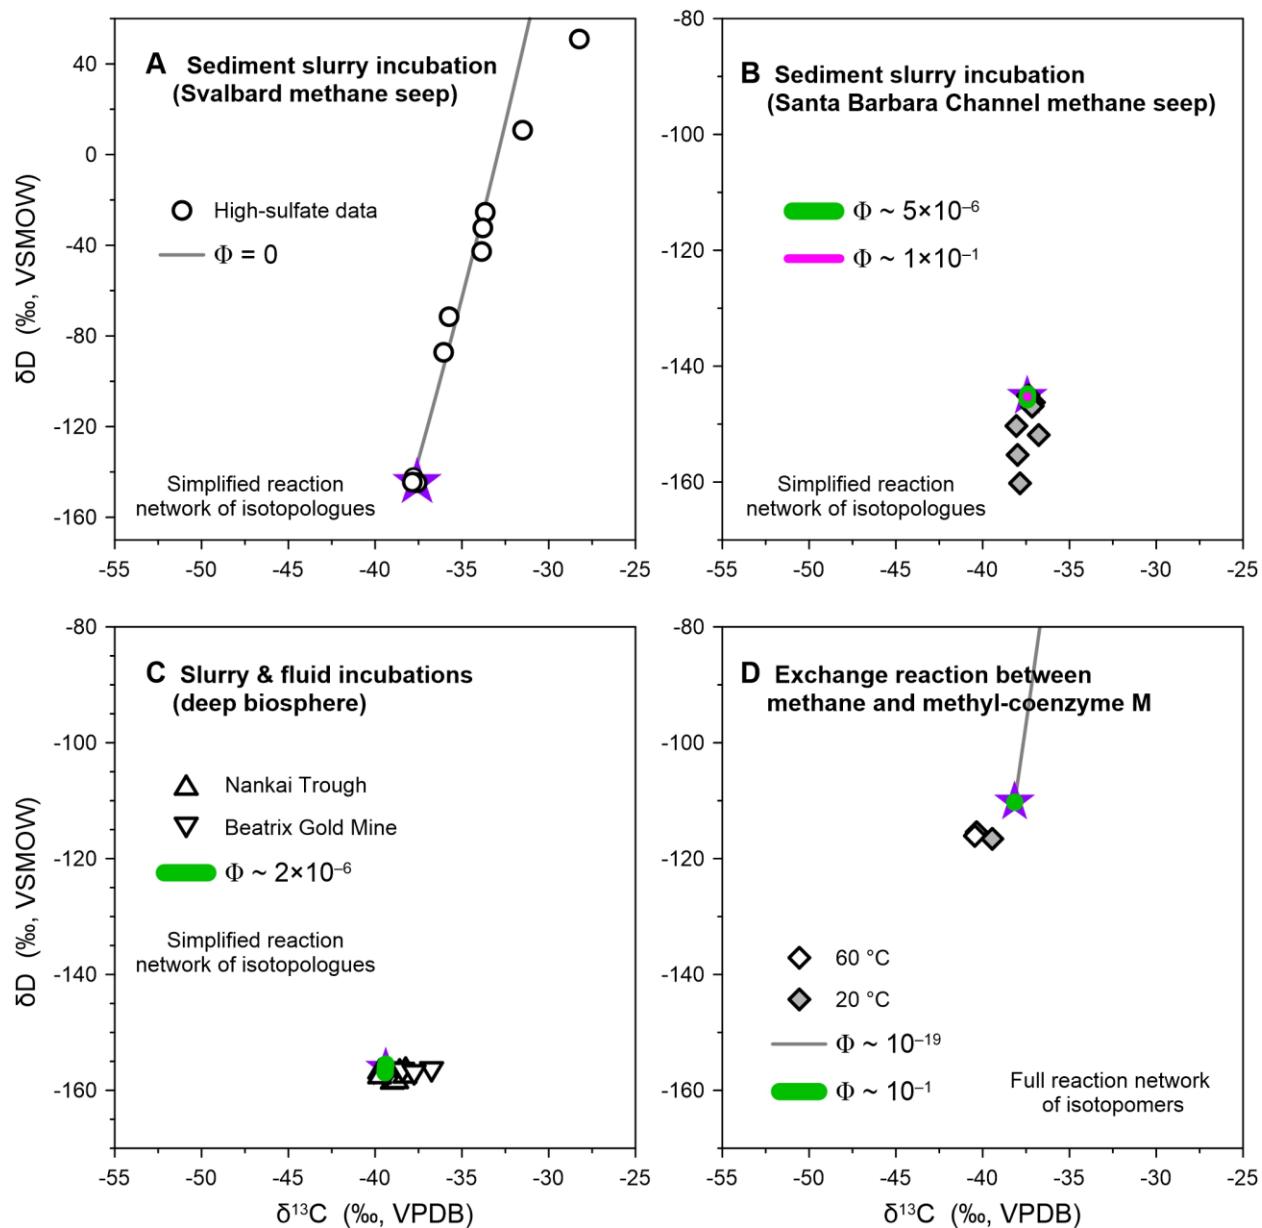 A Sediment slurry incubation
(Svalbard methane seep)
High-sulfate data
Φ = 0
Simplified reaction
network of isotopologues
40
0
-40
-80
-120
-160
δD (‰, VSMOW)
-55 -50 -45 -40 -35 -30 -25
B Sediment slurry incubation
(Santa Barbara Channel methane seep)
Φ ~ 5×10⁻⁶
Φ ~ 1×10⁻¹
Simplified reaction
network of isotopologues
-80
-100
-120
-140
-160
-55 -50 -45 -40 -35 -30 -25
C Slurry & fluid incubations
(deep biosphere)
Nankai Trough
Beatrix Gold Mine
Φ ~ 2×10⁻⁶
Simplified reaction
network of isotopologues
-80
-100
-120
-140
-160
δD (‰, VSMOW)
-55 -50 -45 -40 -35 -30 -25
δ¹³C (‰, VPDB)
D Exchange reaction between
methane and methyl-coenzyme M
60 °C
20 °C
Φ ~ 10⁻¹⁹
Φ ~ 10⁻¹
Full reaction network
of isotopomers
-80
-100
-120
-140
-160
-55 -50 -45 -40 -35 -30 -25
δ¹³C (‰, VPDB)